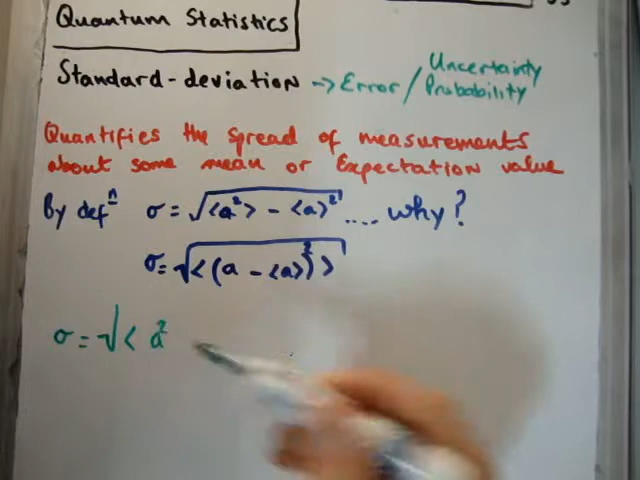 Quantum Statistics
Standard-deviation → Error / Uncertainty Probability
Quantifies the spread of measurements
about some mean or Expectation value
By defⁿ σ = √<a²> - <a>² .... why?
σ = √<(a - <a>)²>
σ = √< a²